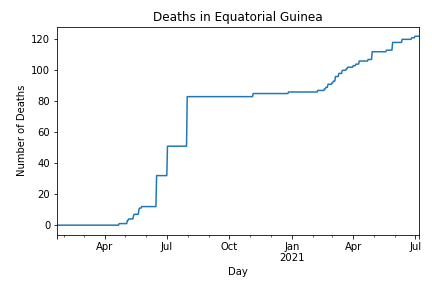 Deaths in Equatorial Guinea
120
100
80
60
40
20
0
Number of Deaths
Apr Jul Oct Jan Apr Jul
2021
Day